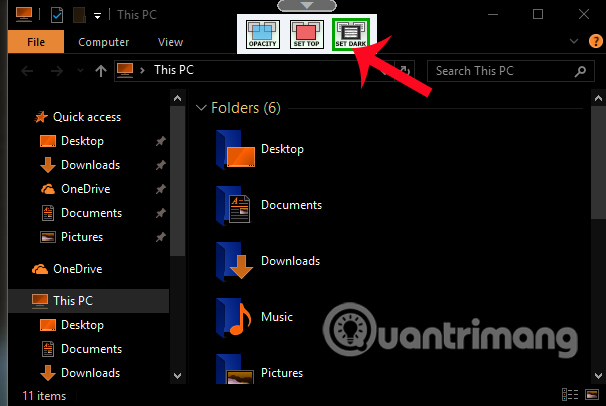 This PC
File
Computer
View
OPACITY
SET TOP
SET DARK
?
This PC
Search This PC
Quick access
Desktop
Downloads
OneDrive
Documents
Pictures
OneDrive
This PC
Desktop
Documents
Downloads
Folders (6)
Desktop
Documents
Downloads
Music
Pictures
Quantrimang
11 items